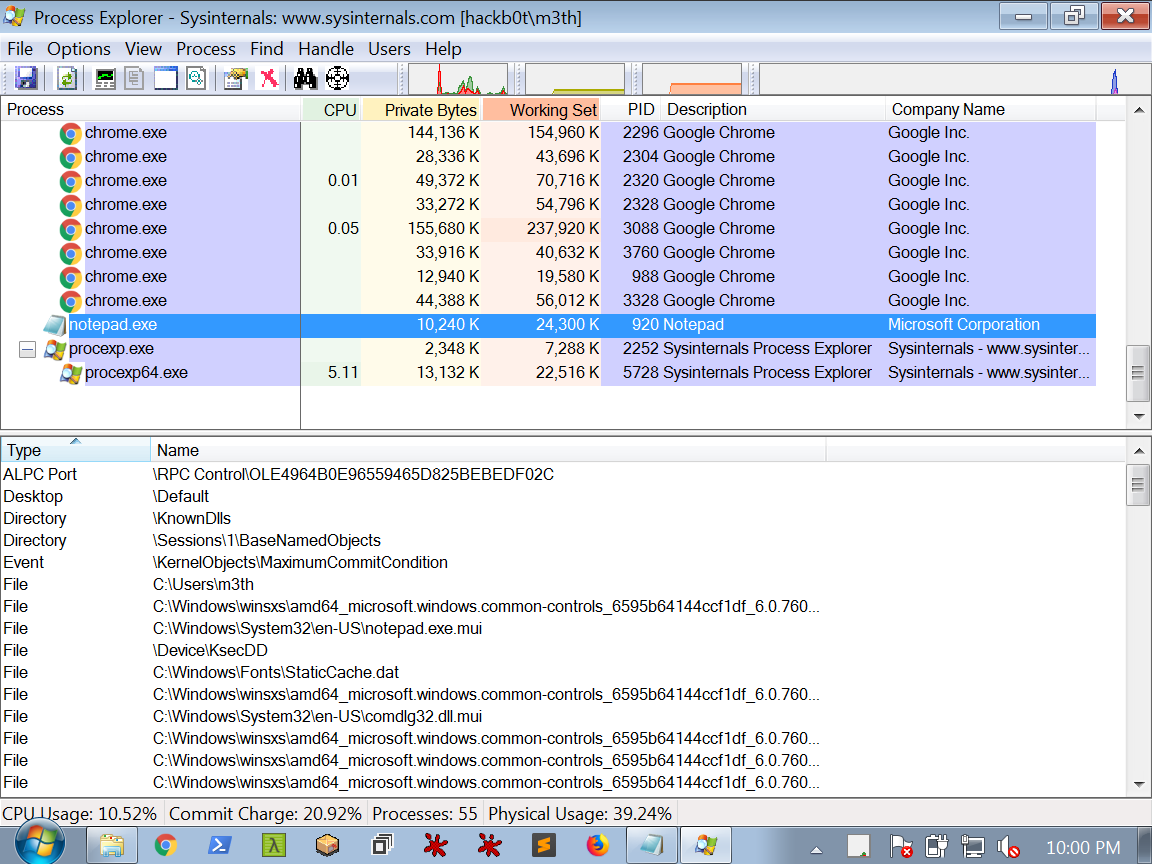 Process Explorer - Sysinternals: www.sysinternals.com [hackb0t\m3th]
File Options View Process Find Handle Users Help
Process CPU Private Bytes Working Set PID Description Company Name
chrome.exe 144,136 K 154,960 K 2296 Google Chrome Google Inc.
chrome.exe 28,336 K 43,696 K 2304 Google Chrome Google Inc.
chrome.exe 0.01 49,372 K 70,716 K 2320 Google Chrome Google Inc.
chrome.exe 33,272 K 54,796 K 2328 Google Chrome Google Inc.
chrome.exe 0.05 155,680 K 237,920 K 3088 Google Chrome Google Inc.
chrome.exe 33,916 K 40,632 K 3760 Google Chrome Google Inc.
chrome.exe 12,940 K 19,580 K 988 Google Chrome Google Inc.
chrome.exe 44,388 K 56,012 K 3328 Google Chrome Google Inc.
notepad.exe 10,240 K 24,300 K 920 Notepad Microsoft Corporation
procexp.exe 2,348 K 7,288 K 2252 Sysinternals Process Explorer Sysinternals - www.sysinter...
procexp64.exe 5.11 13,132 K 22,516 K 5728 Sysinternals Process Explorer Sysinternals - www.sysinter...
Type Name
ALPC Port \RPC Control\OLE4964B0E96559465D825BEBEDF02C
Desktop \Default
Directory \KnownDlls
Directory \Sessions\1\BaseNamedObjects
Event \KernelObjects\MaximumCommitCondition
File C:\Users\m3th
File C:\Windows\winsxs\amd64_microsoft.windows.common-controls_6595b64144ccf1df_6.0.760...
File C:\Windows\System32\en-US\notepad.exe.mui
File \Device\KsecDD
File C:\Windows\Fonts\StaticCache.dat
File C:\Windows\winsxs\amd64_microsoft.windows.common-controls_6595b64144ccf1df_6.0.760...
File C:\Windows\System32\en-US\comdlg32.dll.mui
File C:\Windows\winsxs\amd64_microsoft.windows.common-controls_6595b64144ccf1df_6.0.760...
File C:\Windows\winsxs\amd64_microsoft.windows.common-controls_6595b64144ccf1df_6.0.760...
File C:\Windows\winsxs\amd64_microsoft.windows.common-controls_6595b64144ccf1df_6.0.760...
CPU Usage: 10.52% Commit Charge: 20.92% Processes: 55 Physical Usage: 39.24%
10:00 PM